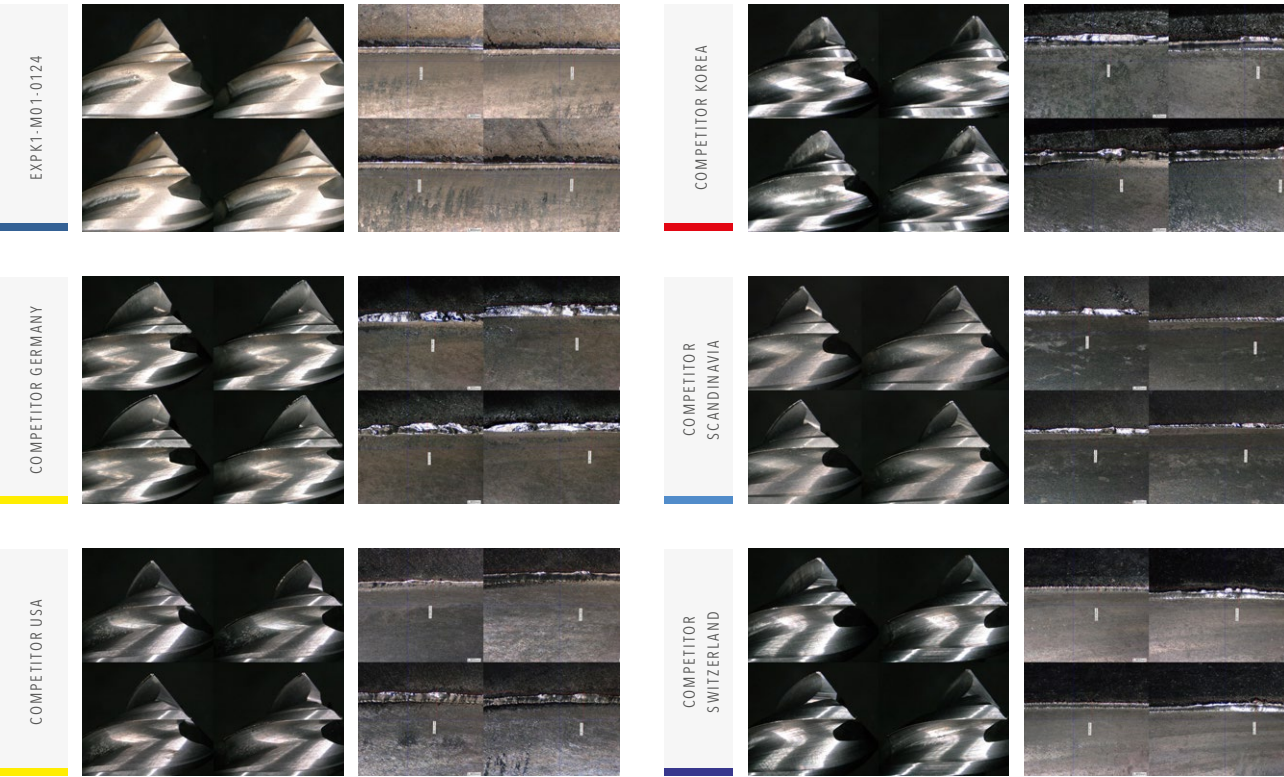 EXPK1-M01-0124
COMPETITOR KOREA
COMPETITOR GERMANY
COMPETITOR
SCANDINAVIA
COMPETITOR USA
COMPETITOR
SWITZERLAND